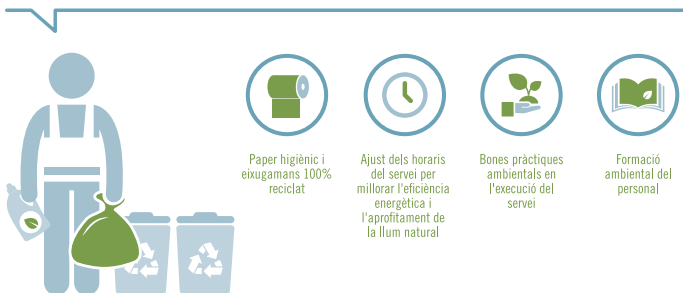 Paper higiènic i
eixugamans 100%
reciclat
Ajust dels horaris
del servei per
millorar l'eficiència
energètica i
l'aprofitament de
la llum natural
Bones pràctiques
ambientals en
l'execució del
servei
Formació
ambiental del
personal